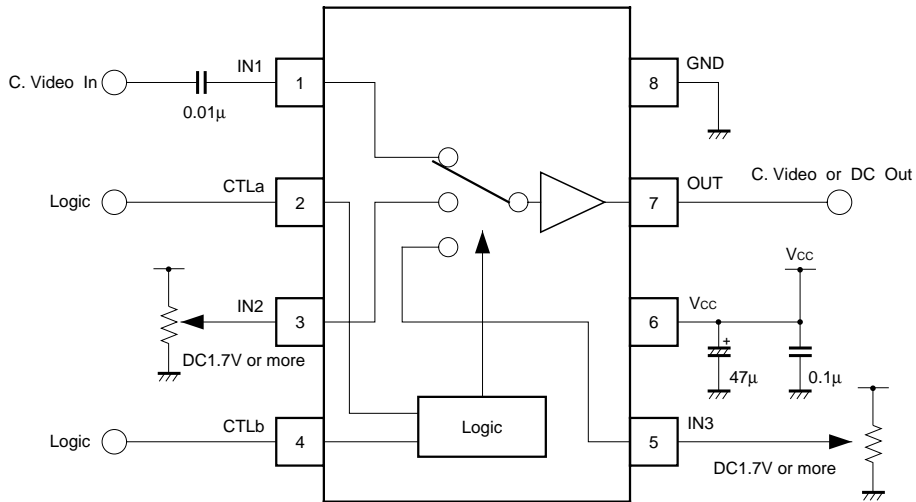 IN1
GND
C. Video In
1
8
0.01µ
CTLa
OUT
C. Video or DC Out
Logic
2
7
Vcc
IN2
Vcc
3
6
DC1.7V or more
+
47µ
0.1µ
CTLb
Logic
IN3
Logic
4
5
DC1.7V or more